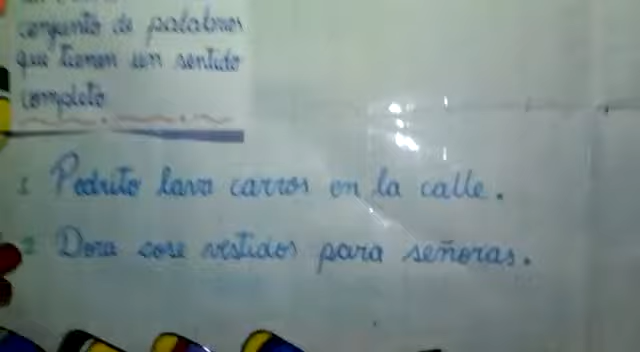 conjunto de palabras
que tienen un sentido
completo
1 Pedrito lava carros en la calle.
2 Dora cose vestidos para señoras.